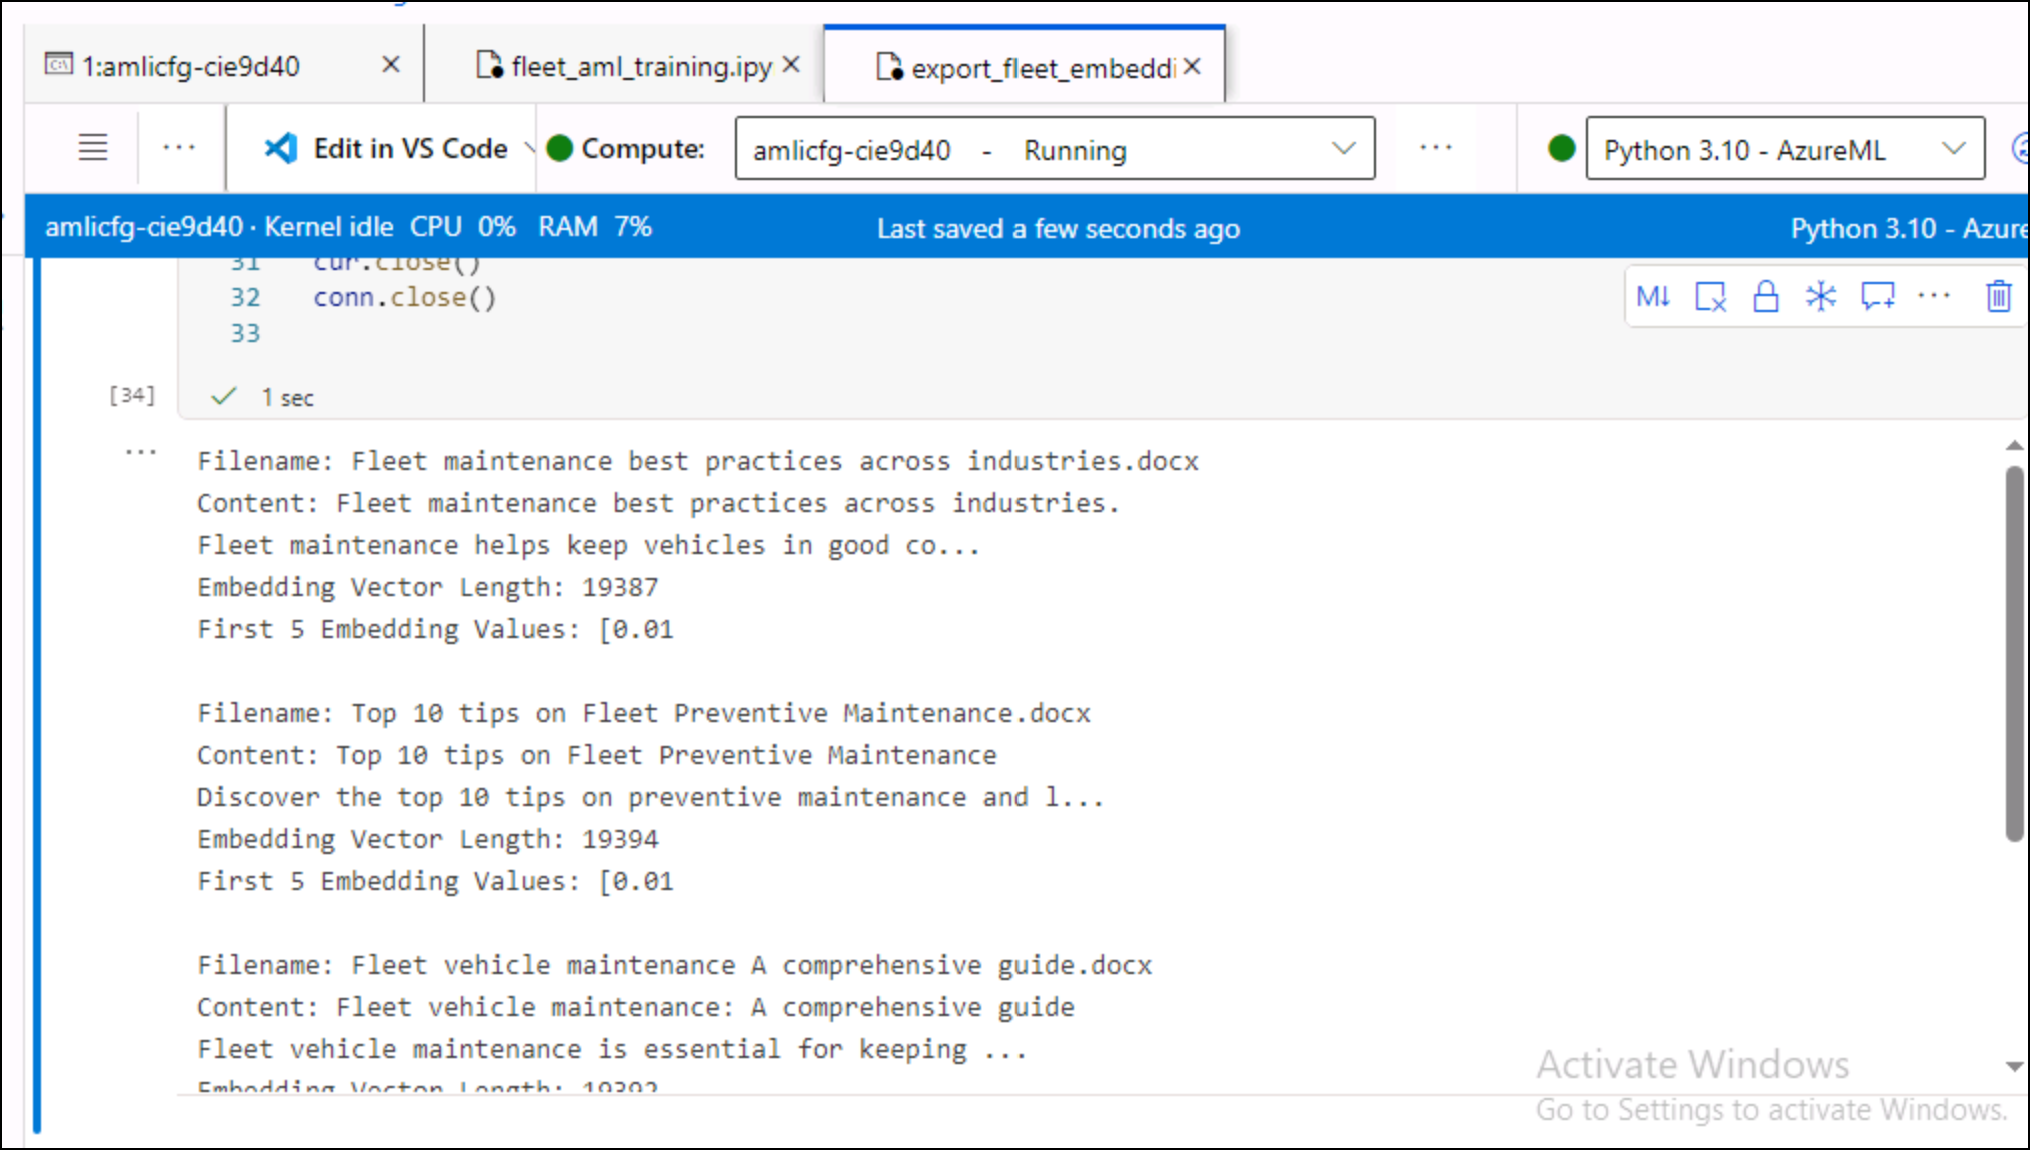 1:amlicfg-cie9d40
fleet_aml_training.ipy
export_fleet_embeddi
Edit in VS Code
Compute:
amlicfg-cie9d40 - Running
Python 3.10 - AzureML
amlicfg-cie9d40 · Kernel idle CPU 0% RAM 7%
Last saved a few seconds ago
Python 3.10 - Azure
31 cur.close()
32 conn.close()
33
M↓
[34]
1 sec
Filename: Fleet maintenance best practices across industries.docx
Content: Fleet maintenance best practices across industries.
Fleet maintenance helps keep vehicles in good co...
Embedding Vector Length: 19387
First 5 Embedding Values: [0.01
Filename: Top 10 tips on Fleet Preventive Maintenance.docx
Content: Top 10 tips on Fleet Preventive Maintenance
Discover the top 10 tips on preventive maintenance and l...
Embedding Vector Length: 19394
First 5 Embedding Values: [0.01
Filename: Fleet vehicle maintenance A comprehensive guide.docx
Content: Fleet vehicle maintenance: A comprehensive guide
Fleet vehicle maintenance is essential for keeping ...
Embedding Vector Length: 19392
Activate Windows
Go to Settings to activate Windows.